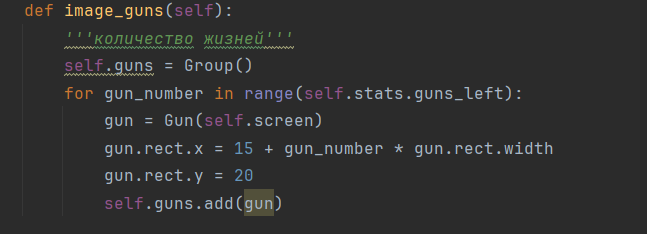 def image_guns(self):
    '''количество жизней'''
    self.guns = Group()
    for gun_number in range(self.stats.guns_left):
        gun = Gun(self.screen)
        gun.rect.x = 15 + gun_number * gun.rect.width
        gun.rect.y = 20
        self.guns.add(gun)